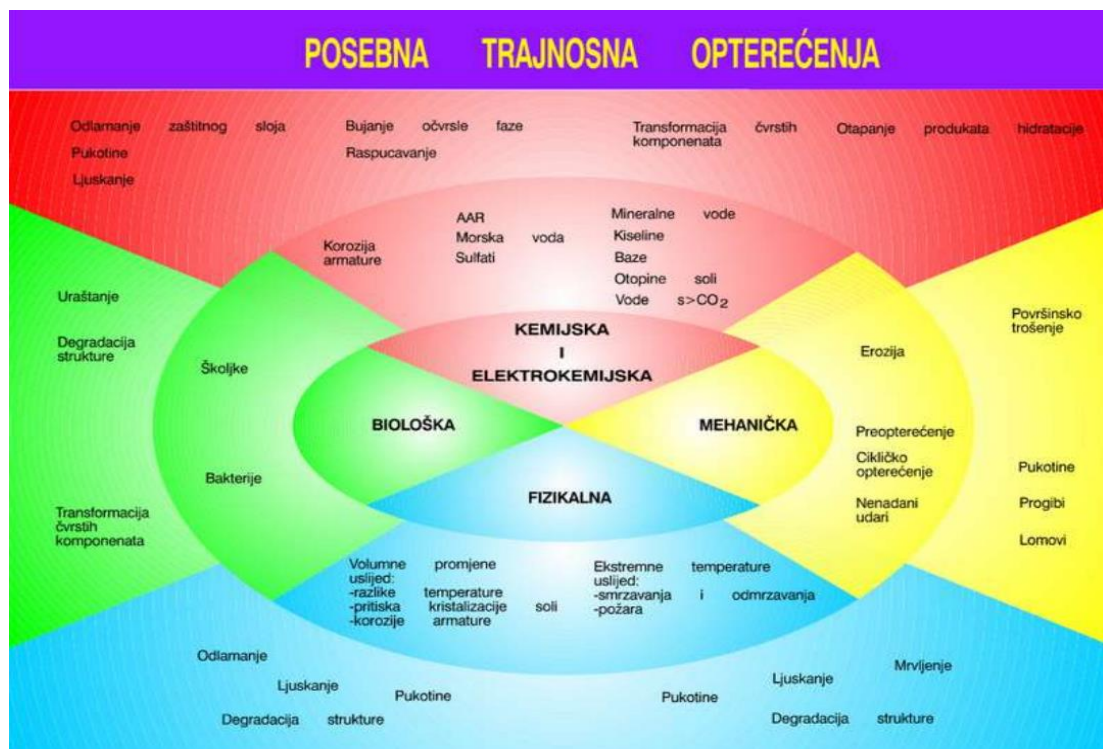 POSEBNA TRAJNOSNA OPTEREĆENJA
Odlamanje zaštitnog sloja
Pukotine
Ljuskanje
Bujanje očvrsle faze
Raspucavanje
Transformacija čvrstih
komponenata
Otapanje produkata hidratacije
Korozija
armature
AAR
Morska voda
Sulfati
Mineralne vode
Kiseline
Baze
Otopine soli
Vode s>CO2
KEMIJSKA
I
ELEKTROKEMIJSKA
Uraštanje
Degradacija
strukture
Transformacija
čvrstih
komponenata
Školjke
Bakterije
BIOLOŠKA
MEHANIČKA
Erozija
Preopterećenje
Cikličko
opterećenje
Nenadani
udari
Površinsko
trošenje
Pukotine
Progibi
Lomovi
FIZIKALNA
Volumne promjene
uslijed:
-razlike temperature
-pritiska kristalizacije soli
-korozije armature
Ekstremne temperature
uslijed:
-smrzavanja i odmrzavanja
-požara
Odlamanje
Ljuskanje
Pukotine
Degradacija strukture
Pukotine
Ljuskanje
Mrvljenje
Degradacija strukture